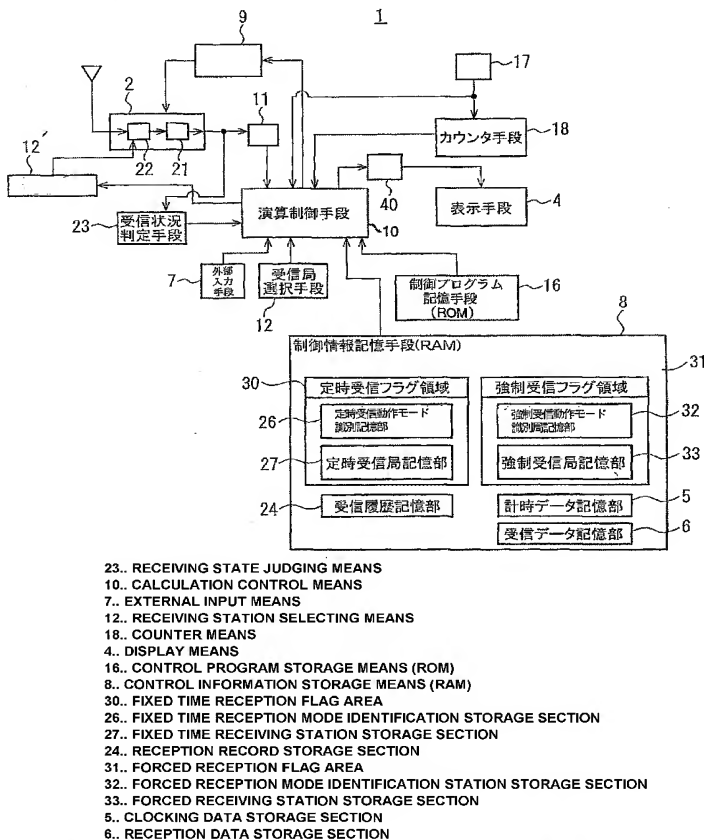 1
9
17
2
11
カウンタ手段
18
12′
22
21
40
表示手段
4
演算制御手段
10
23
受信状況
判定手段
7
外部
入力
手段
受信局
選択手段
12
制御プログラム
記憶手段
(ROM)
16
8
制御情報記憶手段(RAM)
31
30
定時受信フラグ領域
強制受信フラグ領域
26
定時受信動作モード
識別記憶部
強制受信動作モード
識別局記憶部
32
27
定時受信局記憶部
強制受信局記憶部
33
24
受信履歴記憶部
計時データ記憶部
5
受信データ記憶部
6
23.. RECEIVING STATE JUDGING MEANS
10.. CALCULATION CONTROL MEANS
7.. EXTERNAL INPUT MEANS
12.. RECEIVING STATION SELECTING MEANS
18.. COUNTER MEANS
4.. DISPLAY MEANS
16.. CONTROL PROGRAM STORAGE MEANS (ROM)
8.. CONTROL INFORMATION STORAGE MEANS (RAM)
30.. FIXED TIME RECEPTION FLAG AREA
26.. FIXED TIME RECEPTION MODE IDENTIFICATION STORAGE SECTION
27.. FIXED TIME RECEIVING STATION STORAGE SECTION
24.. RECEPTION RECORD STORAGE SECTION
31.. FORCED RECEPTION FLAG AREA
32.. FORCED RECEPTION MODE IDENTIFICATION STATION STORAGE SECTION
33.. FORCED RECEIVING STATION STORAGE SECTION
5.. CLOCKING DATA STORAGE SECTION
6.. RECEPTION DATA STORAGE SECTION